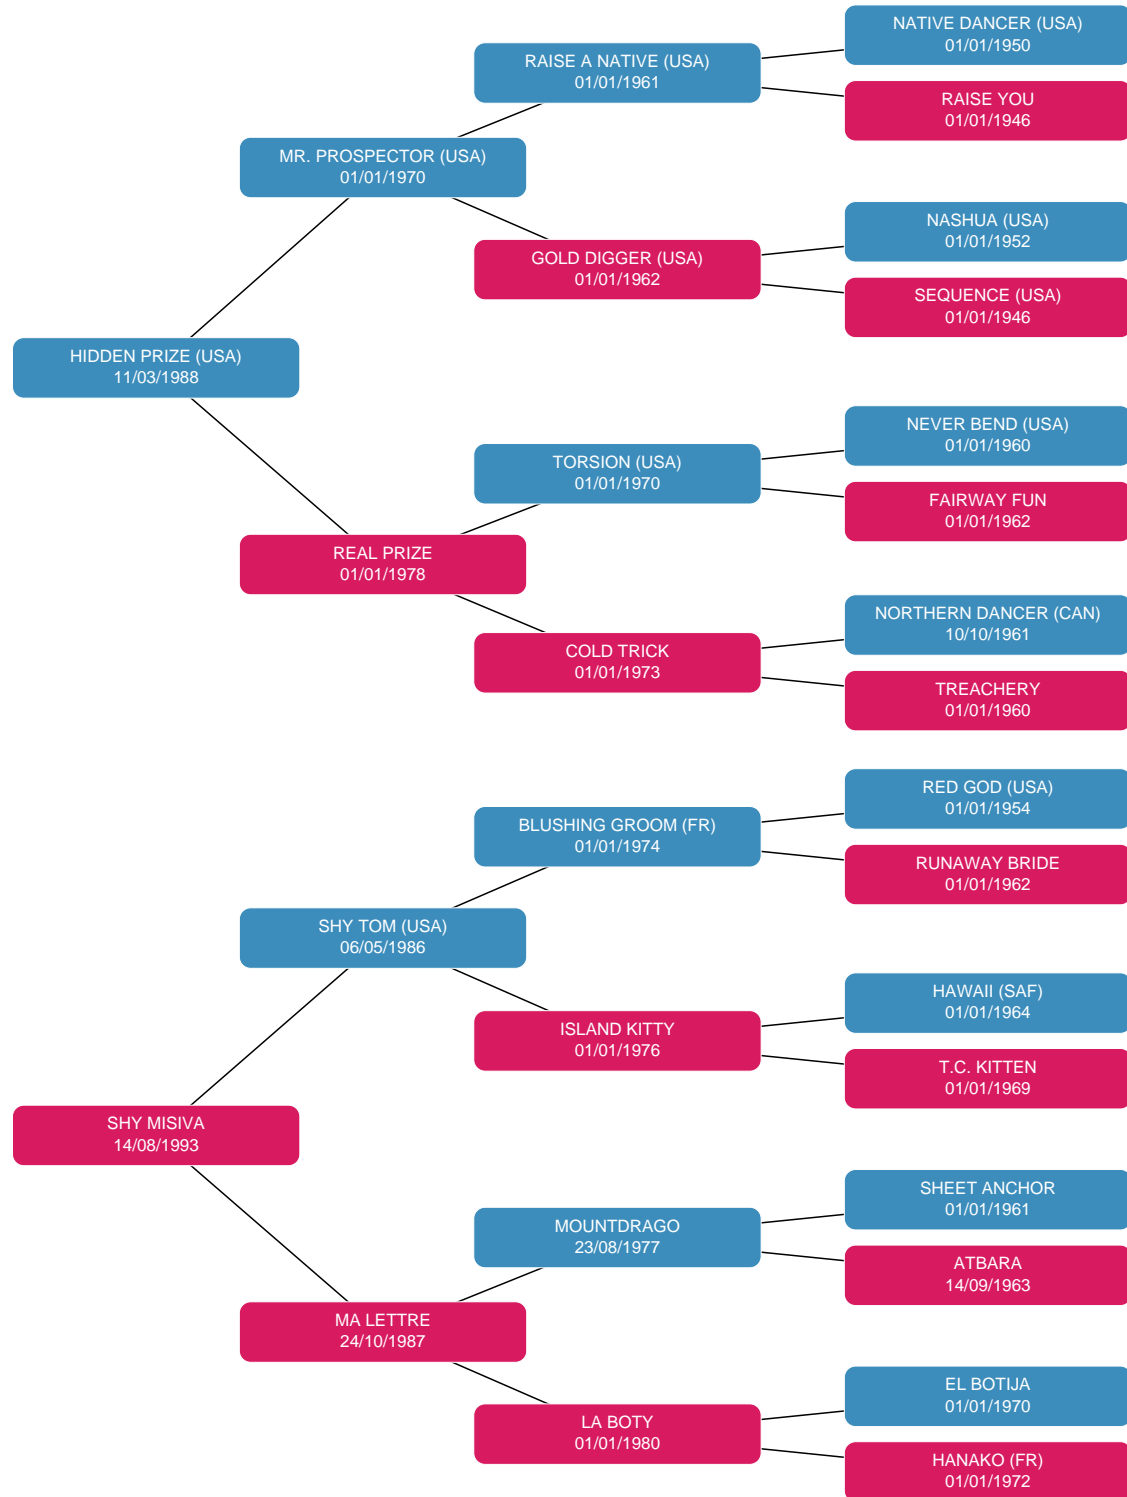 NATIVE DANCER (USA)
01/01/1950
RAISE A NATIVE (USA)
01/01/1961
RAISE YOU
01/01/1946
MR. PROSPECTOR (USA)
01/01/1970
NASHUA (USA)
01/01/1952
GOLD DIGGER (USA)
01/01/1962
SEQUENCE (USA)
01/01/1946
HIDDEN PRIZE (USA)
11/03/1988
NEVER BEND (USA)
01/01/1960
TORSION (USA)
01/01/1970
FAIRWAY FUN
01/01/1962
REAL PRIZE
01/01/1978
NORTHERN DANCER (CAN)
10/10/1961
COLD TRICK
01/01/1973
TREACHERY
01/01/1960
RED GOD (USA)
01/01/1954
BLUSHING GROOM (FR)
01/01/1974
RUNAWAY BRIDE
01/01/1962
SHY TOM (USA)
06/05/1986
HAWAII (SAF)
01/01/1964
ISLAND KITTY
01/01/1976
T.C. KITTEN
01/01/1969
SHY MISIVA
14/08/1993
SHEET ANCHOR
01/01/1961
MOUNTDRAGO
23/08/1977
ATBARA
14/09/1963
MA LETTRE
24/10/1987
EL BOTIJA
01/01/1970
LA BOTY
01/01/1980
HANAKO (FR)
01/01/1972